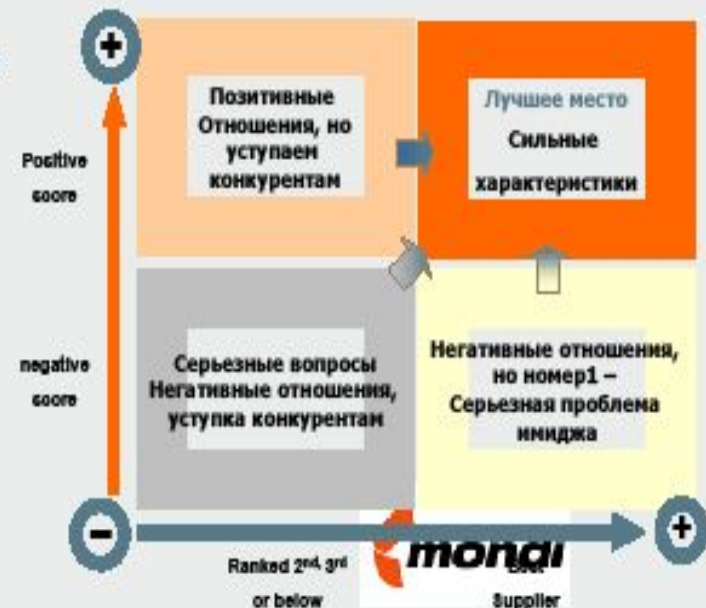 +
Позитивные
Отношения, но
уступаем
конкурентам
Лучшее место
Сильные
характеристики
Positive
score
negative
score
Серьезные вопросы
Негативные отношения,
уступка конкурентам
Негативные отношения,
но номер1 –
Серьезная проблема
имиджа
−
+
Ranked 2nd, 3rd
or below
mondi
Supplier